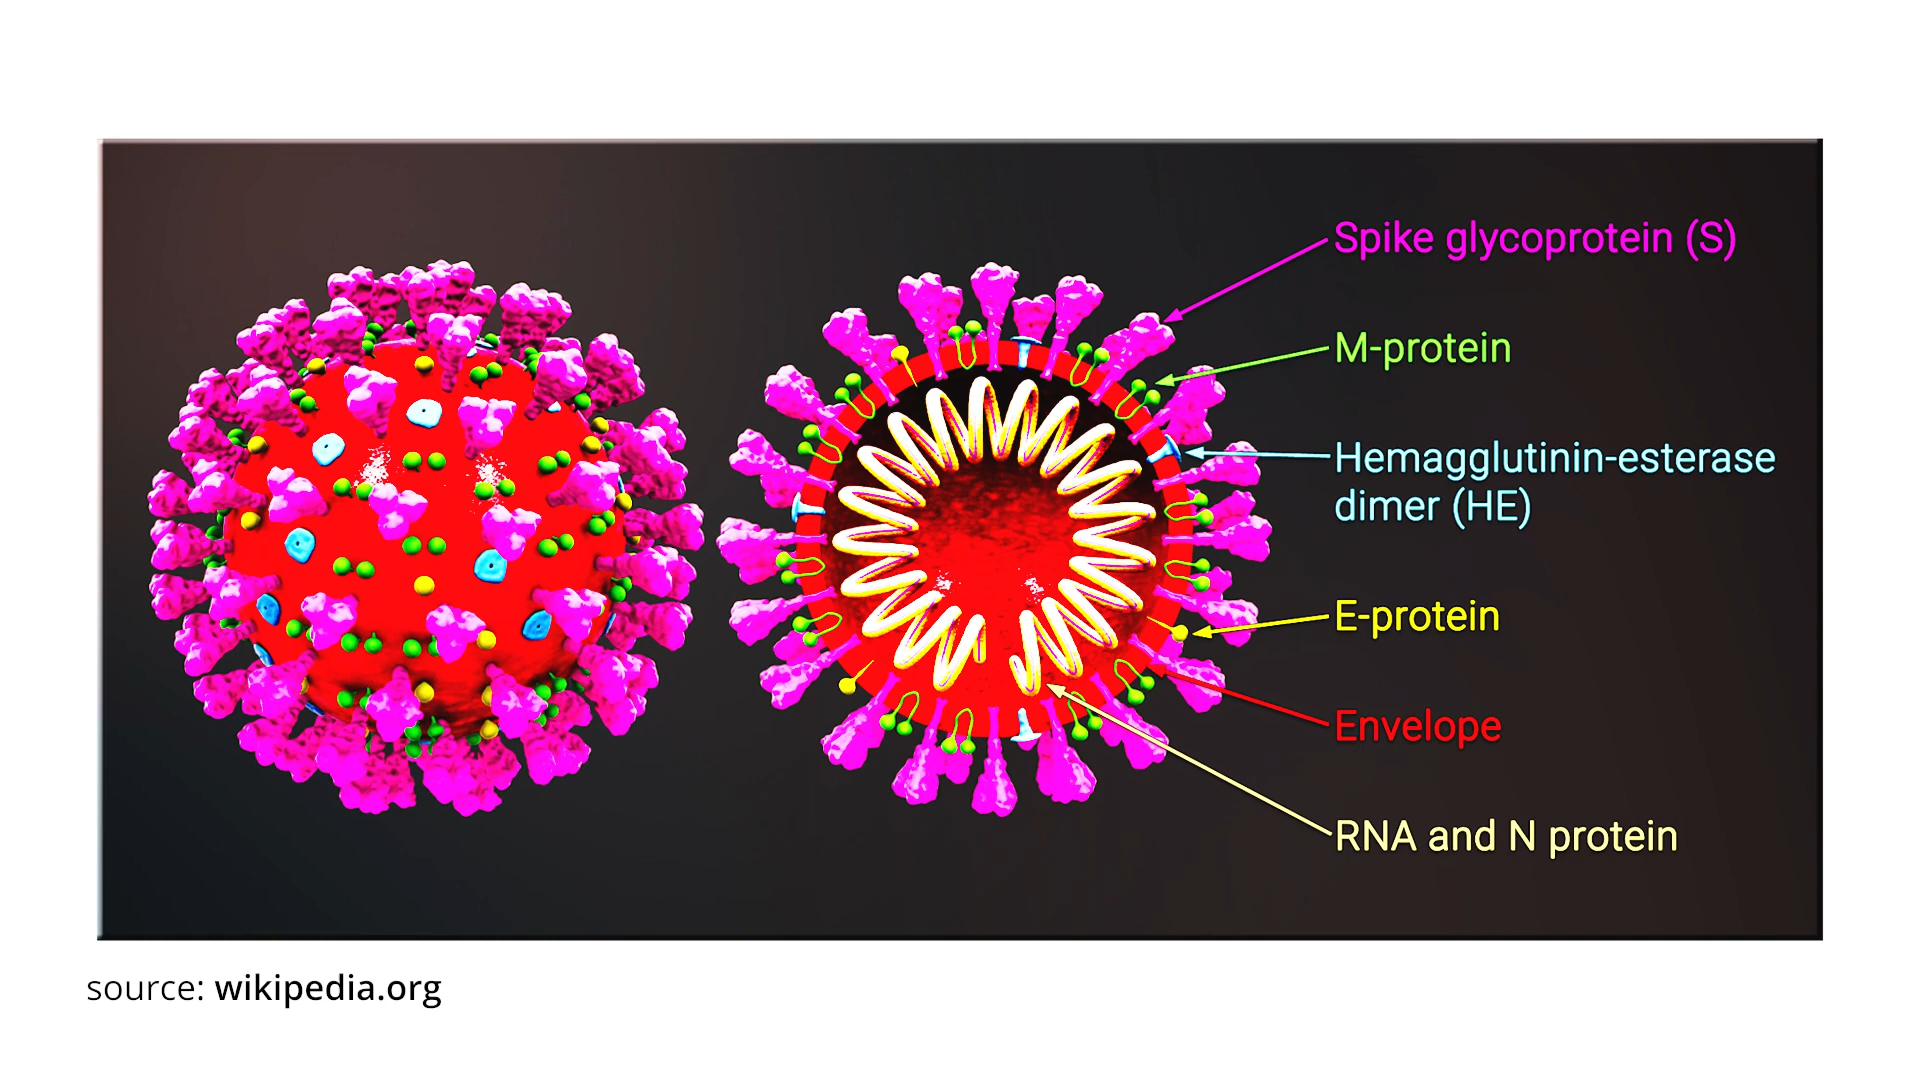 Spike glycoprotein (S)
M-protein
Hemagglutinin-esterase
dimer (HE)
E-protein
Envelope
RNA and N protein
source: wikipedia.org